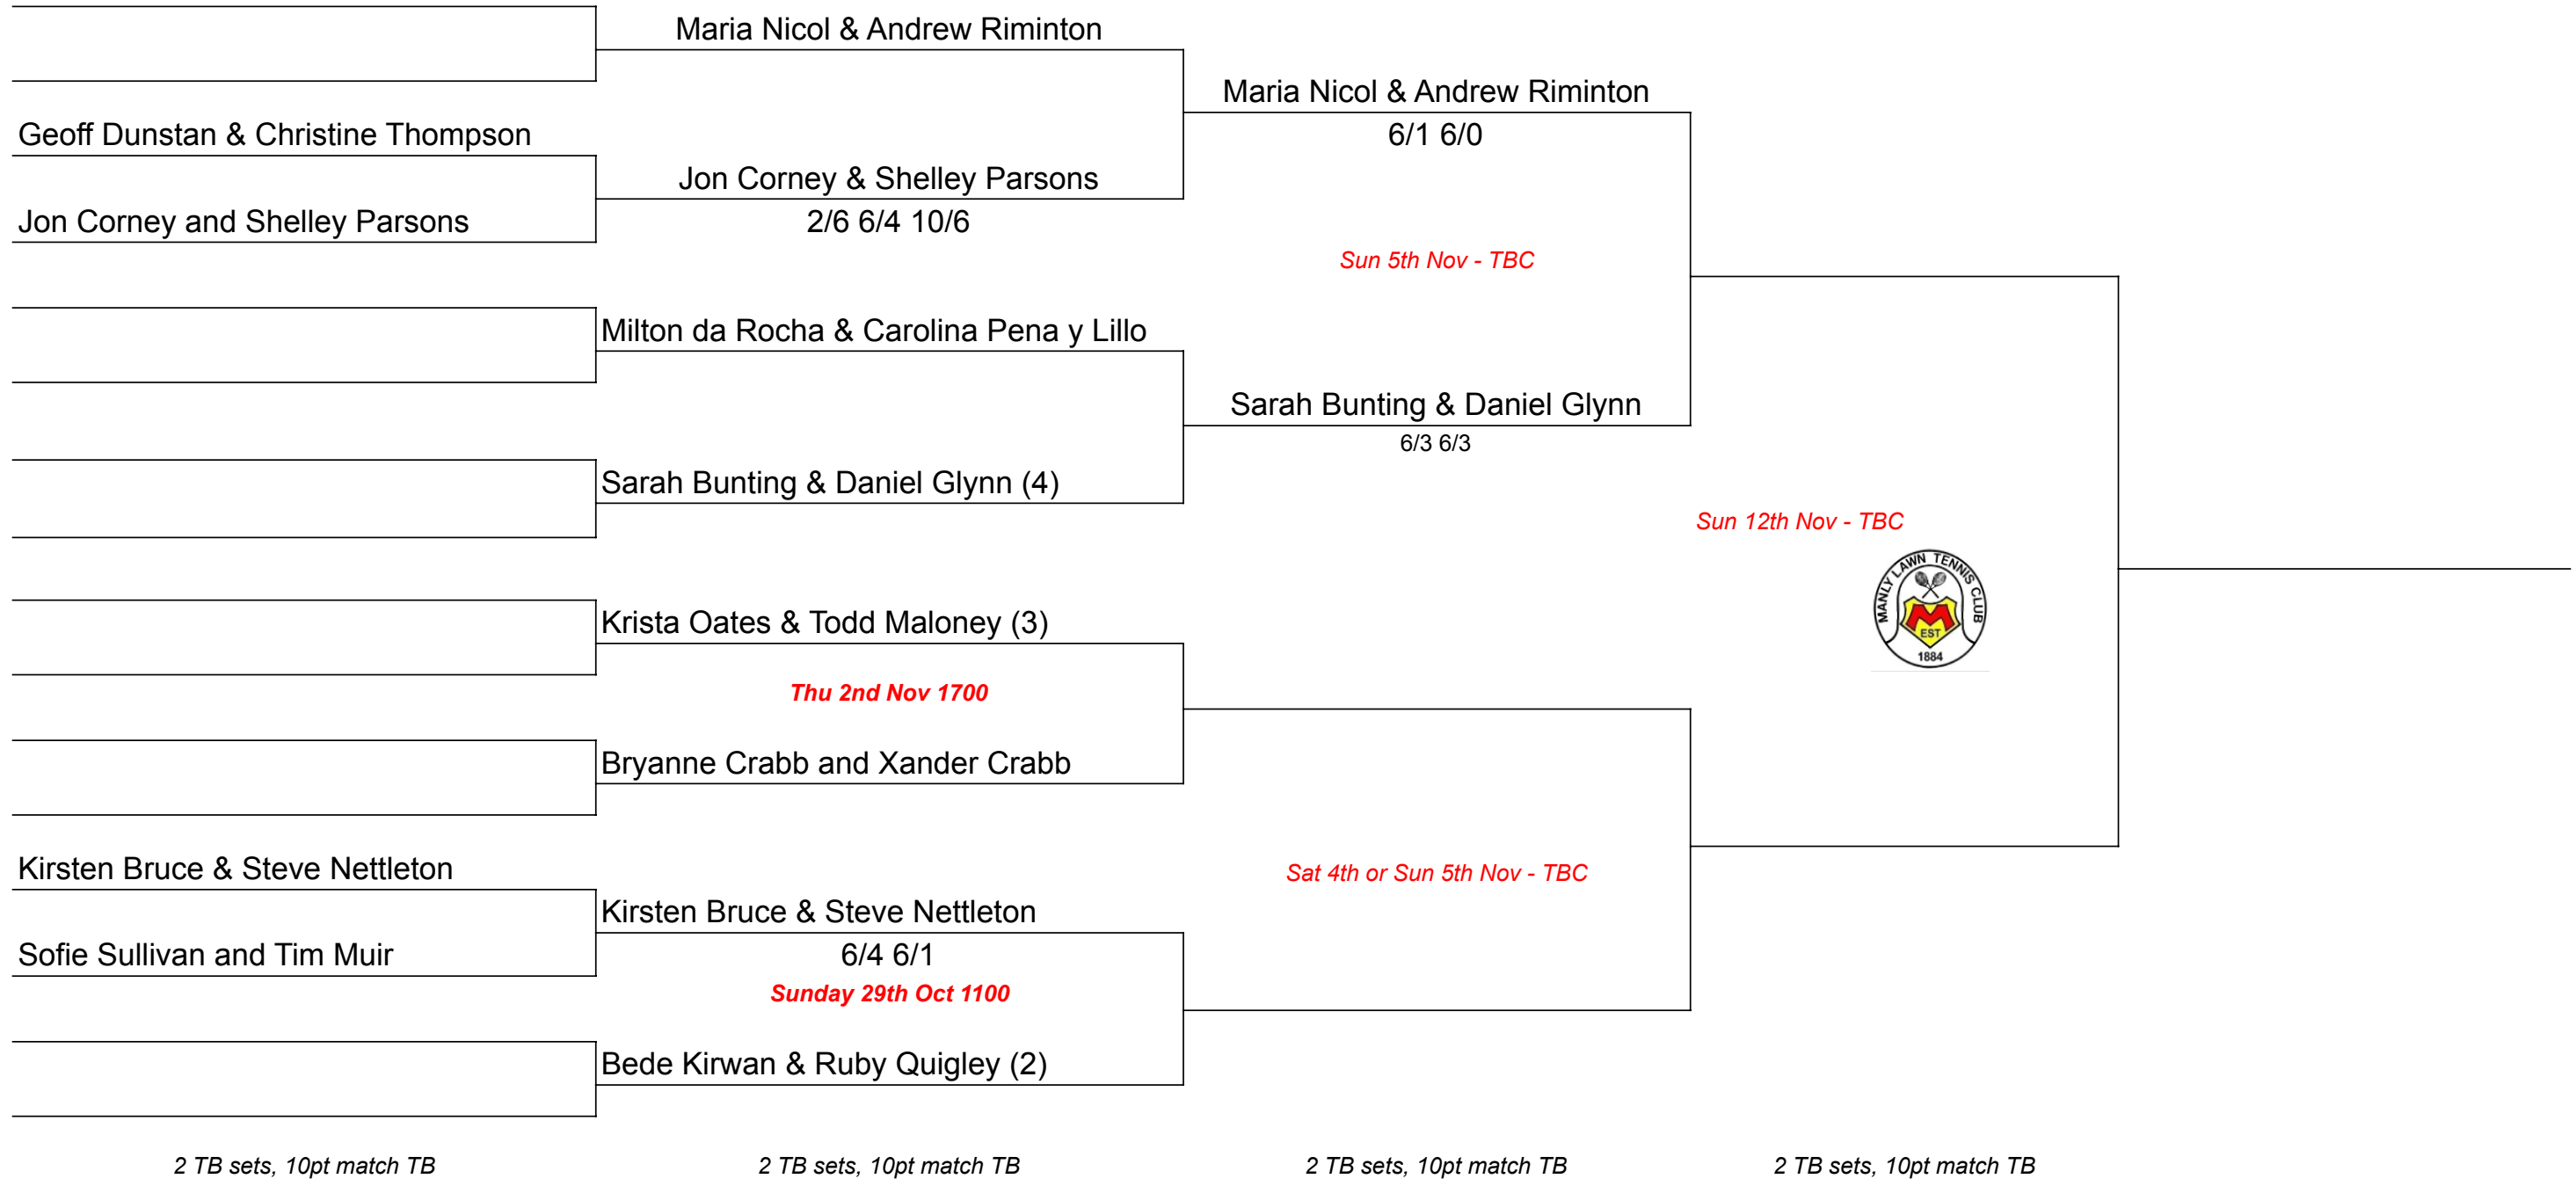 Maria Nicol & Andrew Riminton
Maria Nicol & Andrew Riminton
6/1 6/0
Geoff Dunstan & Christine Thompson
Jon Corney & Shelley Parsons
Jon Corney and Shelley Parsons
2/6 6/4 10/6
Sun 5th Nov - TBC
Milton da Rocha & Carolina Pena y Lillo
Sarah Bunting & Daniel Glynn
6/3 6/3
Sarah Bunting & Daniel Glynn (4)
Sun 12th Nov - TBC
MANLY LAWN TENNIS CLUB
M
EST
1884
Krista Oates & Todd Maloney (3)
Thu 2nd Nov 1700
Bryanne Crabb and Xander Crabb
Kirsten Bruce & Steve Nettleton
Sat 4th or Sun 5th Nov - TBC
Kirsten Bruce & Steve Nettleton
Sofie Sullivan and Tim Muir
6/4 6/1
Sunday 29th Oct 1100
Bede Kirwan & Ruby Quigley (2)
2 TB sets, 10pt match TB
2 TB sets, 10pt match TB
2 TB sets, 10pt match TB
2 TB sets, 10pt match TB